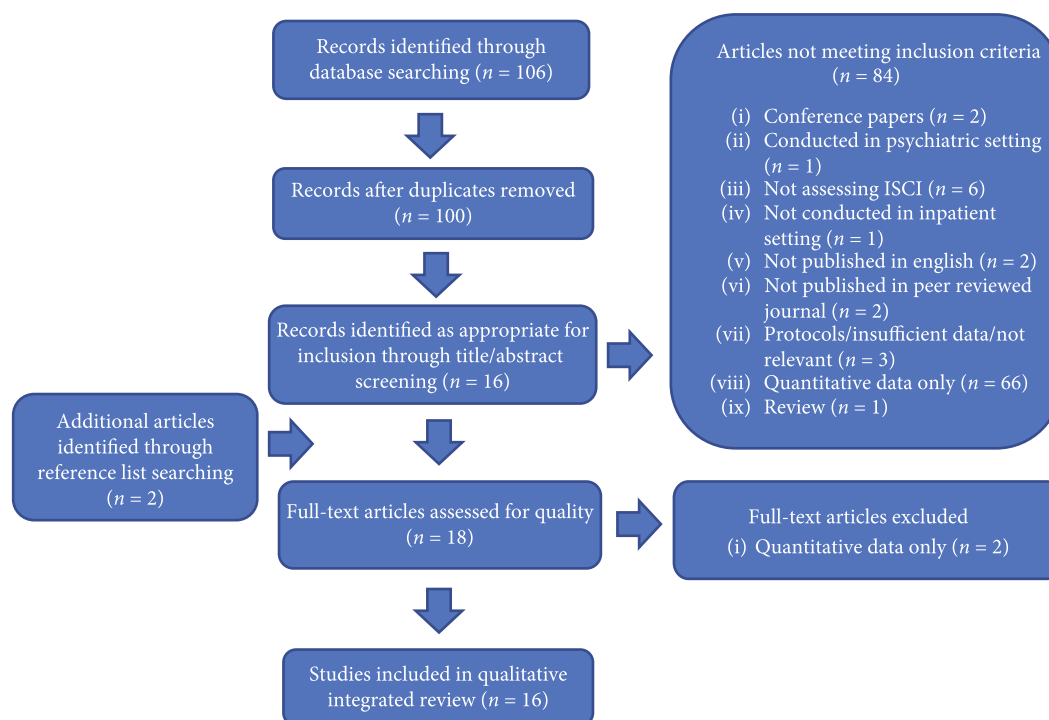 Records identified through
database searching (n = 106)
Records after duplicates removed
(n = 100)
Records identified as appropriate for
inclusion through title/abstract
screening (n = 16)
Articles not meeting inclusion criteria
(n = 84)
(i) Conference papers (n = 2)
(ii) Conducted in psychiatric setting
(n = 1)
(iii) Not assessing ISCI (n = 6)
(iv) Not conducted in inpatient
setting (n = 1)
(v) Not published in english (n = 2)
(vi) Not published in peer reviewed
journal (n = 2)
(vii) Protocols/insufficient data/not
relevant (n = 3)
(viii) Quantitative data only (n = 66)
(ix) Review (n = 1)
Additional articles
identified through
reference list searching
(n = 2)
Full-text articles assessed for quality
(n = 18)
Full-text articles excluded
(i) Quantitative data only (n = 2)
Studies included in qualitative
integrated review (n = 16)